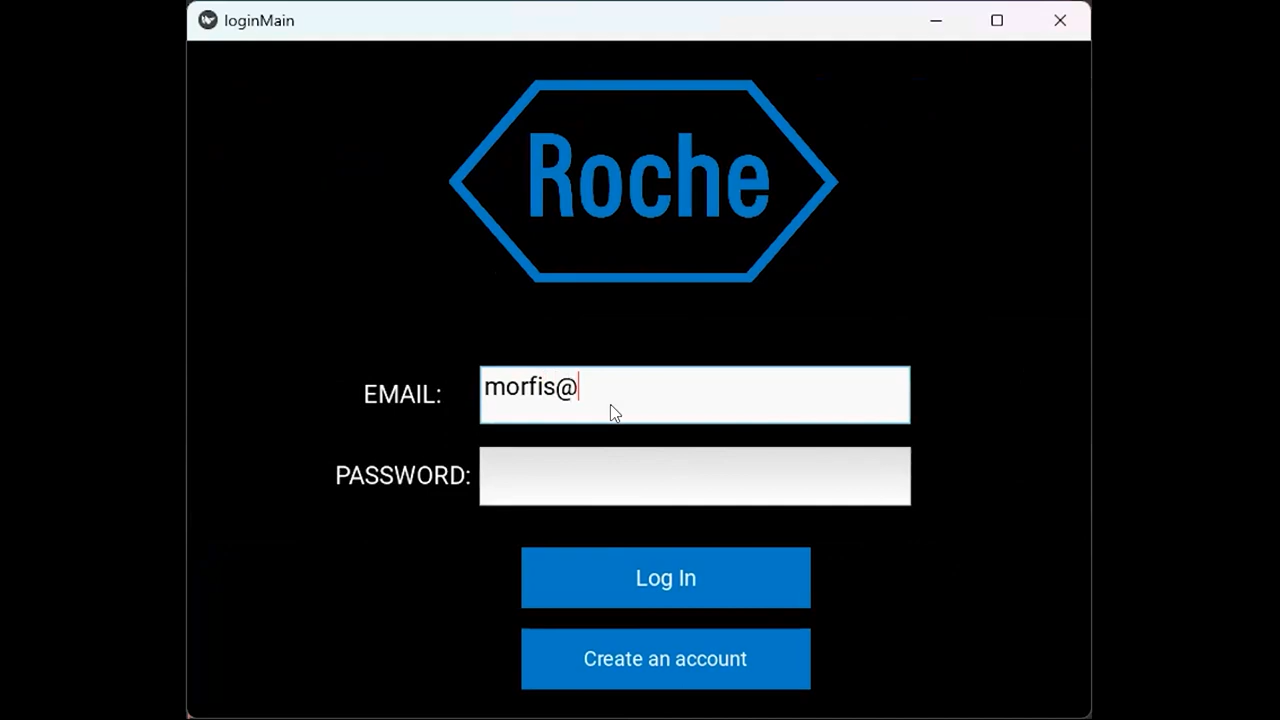 loginMain
Roche
EMAIL:
morfis@
PASSWORD:
Log In
Create an account